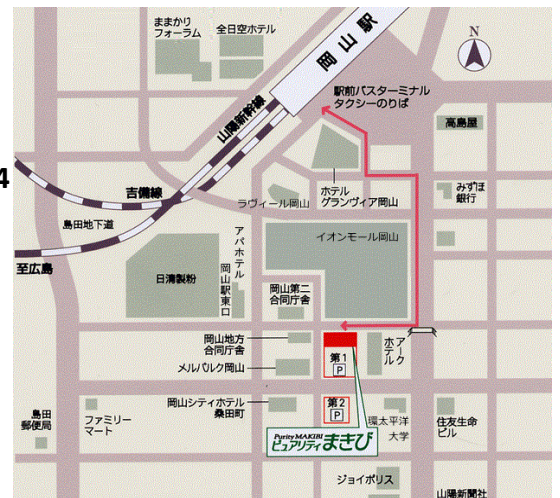 ままかり
フォーラム
全日空ホテル
岡山駅
N
駅前バスターミナル
タクシーのりば
山陽新幹線
高島屋
4
吉備線
ラヴィール岡山
ホテル
グランヴィア岡山
みずほ
銀行
島田地下道
至広島
日清製粉
アパホテル
岡山駅東口
イオンモール岡山
岡山第二
合同庁舎
岡山地方
合同庁舎
第1
P
アーク
ホテル
メルパルク岡山
岡山シティホテル
桑田町
第2
P
島田
郵便局
ファミリー
マート
Purity MAKIBI
ピュアリティまきび
環太平洋
大学
住友生命
ビル
ジョイポリス
山陽新聞社